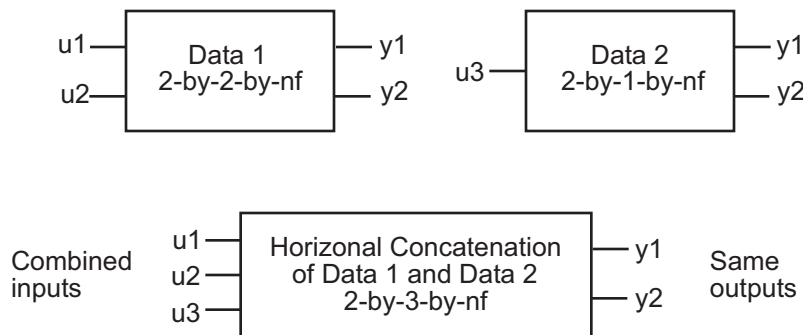 u1
u2
Data 1
2-by-2-by-nf
y1
y2
u3
Data 2
2-by-1-by-nf
y1
y2
Combined
inputs
u1
u2
u3
Horizonal Concatenation
of Data 1 and Data 2
2-by-3-by-nf
y1
y2
Same
outputs